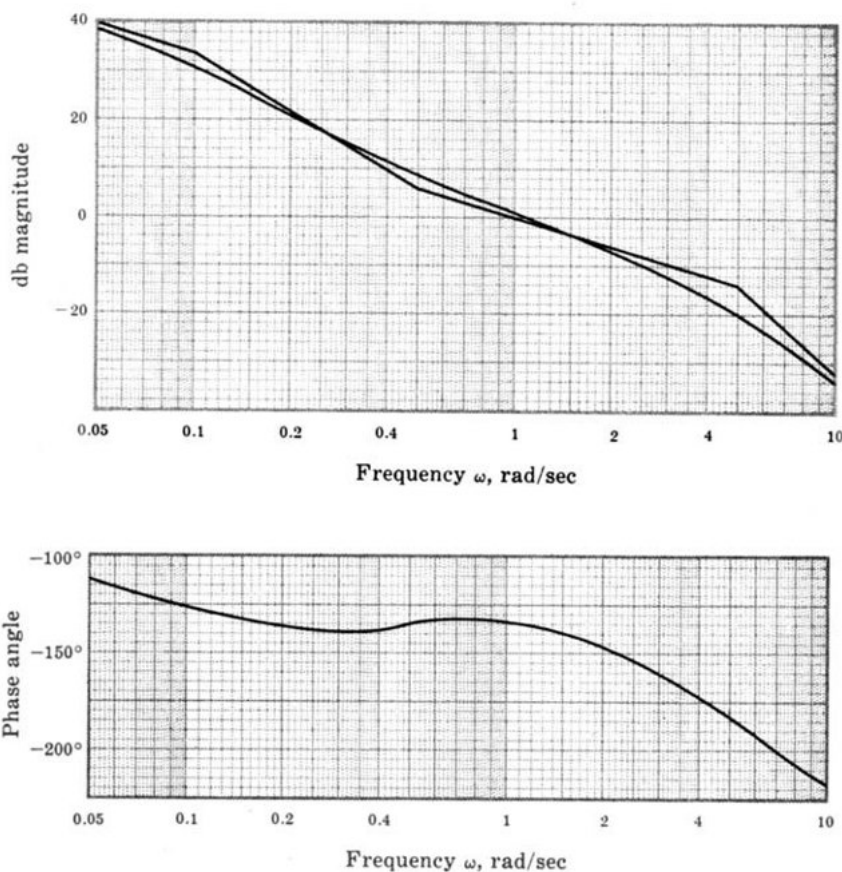 40
20
0
−20
db magnitude
0.05 0.1 0.2 0.4 1 2 4 10
Frequency ω, rad/sec
−100°
−150°
−200°
Phase angle
0.05 0.1 0.2 0.4 1 2 4 10
Frequency ω, rad/sec